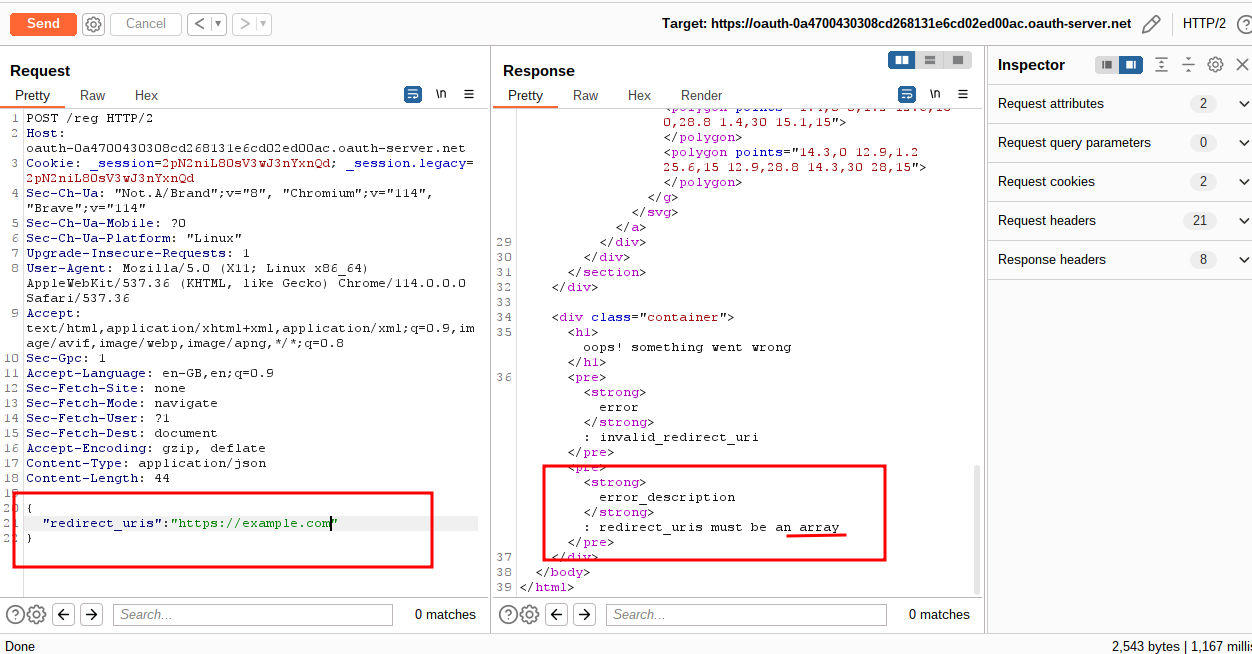 Send
Cancel
<
>
Target: https://oauth-0a4700430308cd268131e6cd02ed00ac.oauth-server.net
HTTP/2
?
Request
Pretty
Raw
Hex
\n
1 POST /reg HTTP/2
2 Host:
oauth-0a4700430308cd268131e6cd02ed00ac.oauth-server.net
3 Cookie: _session=2pN2niL8OsV3wJ3nYxnQd; _session.legacy=
2pN2niL8OsV3wJ3nYxnQd
4 Sec-Ch-Ua: "Not.A/Brand";v="8", "Chromium";v="114",
"Brave";v="114"
5 Sec-Ch-Ua-Mobile: ?0
6 Sec-Ch-Ua-Platform: "Linux"
7 Upgrade-Insecure-Requests: 1
8 User-Agent: Mozilla/5.0 (X11; Linux x86_64)
AppleWebKit/537.36 (KHTML, like Gecko) Chrome/114.0.0.0
Safari/537.36
9 Accept:
text/html,application/xhtml+xml,application/xml;q=0.9,im
age/avif,image/webp,image/apng,*/*;q=0.8
10 Sec-Gpc: 1
11 Accept-Language: en-GB,en;q=0.9
12 Sec-Fetch-Site: none
13 Sec-Fetch-Mode: navigate
14 Sec-Fetch-User: ?1
15 Sec-Fetch-Dest: document
16 Accept-Encoding: gzip, deflate
17 Content-Type: application/json
18 Content-Length: 44
19
20 {
21 "redirect_uris":"https://example.com"
22 }
? Search... 0 matches
Response
Pretty
Raw
Hex
Render
\n
0,28.8 1.4,30 15.1,15">
</polygon>
<polygon points="14.3,0 12.9,1.2
25.6,15 12.9,28.8 14.3,30 28,15">
</polygon>
</g>
</svg>
</a>
29 </div>
30 </div>
31 </section>
32 </div>
33
34 <div class="container">
35 <h1>
oops! something went wrong
</h1>
36 <pre>
<strong>
error
</strong>
: invalid_redirect_uri
</pre>
<pre>
<strong>
error_description
</strong>
: redirect_uris must be an array
</pre>
37 </div>
38 </body>
39 </html>
? Search... 0 matches
Inspector
Request attributes 2
Request query parameters 0
Request cookies 2
Request headers 21
Response headers 8
Done
2,543 bytes | 1,167